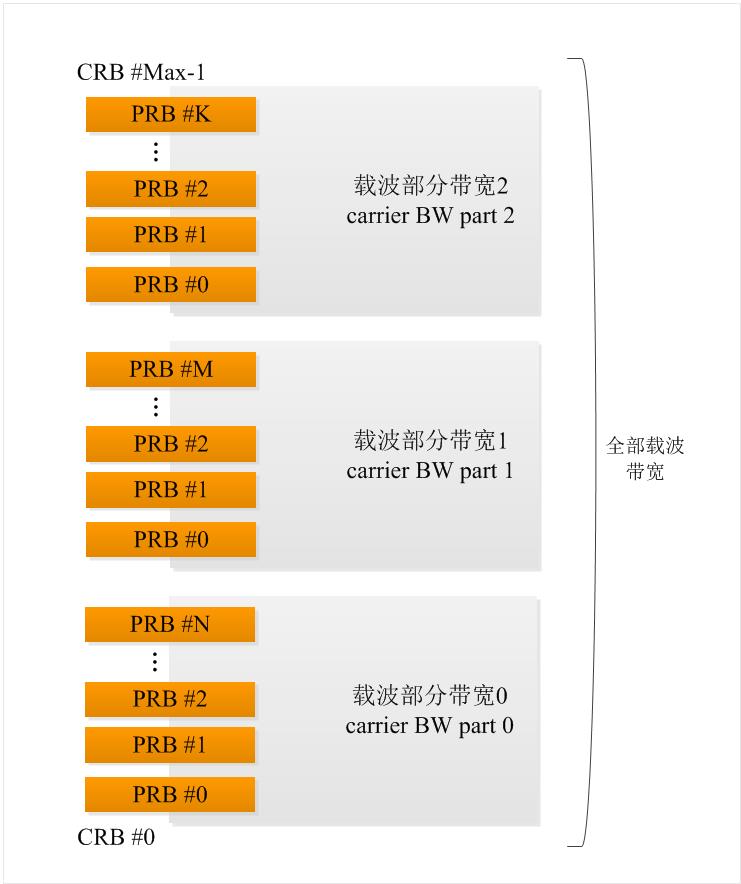 CRB #Max-1
PRB #K
PRB #2
载波部分带宽2
carrier BW part 2
PRB #1
PRB #0
PRB #M
PRB #2
载波部分带宽1
carrier BW part 1
PRB #1
PRB #0
全部载波
带宽
PRB #N
PRB #2
载波部分带宽0
carrier BW part 0
PRB #1
PRB #0
CRB #0